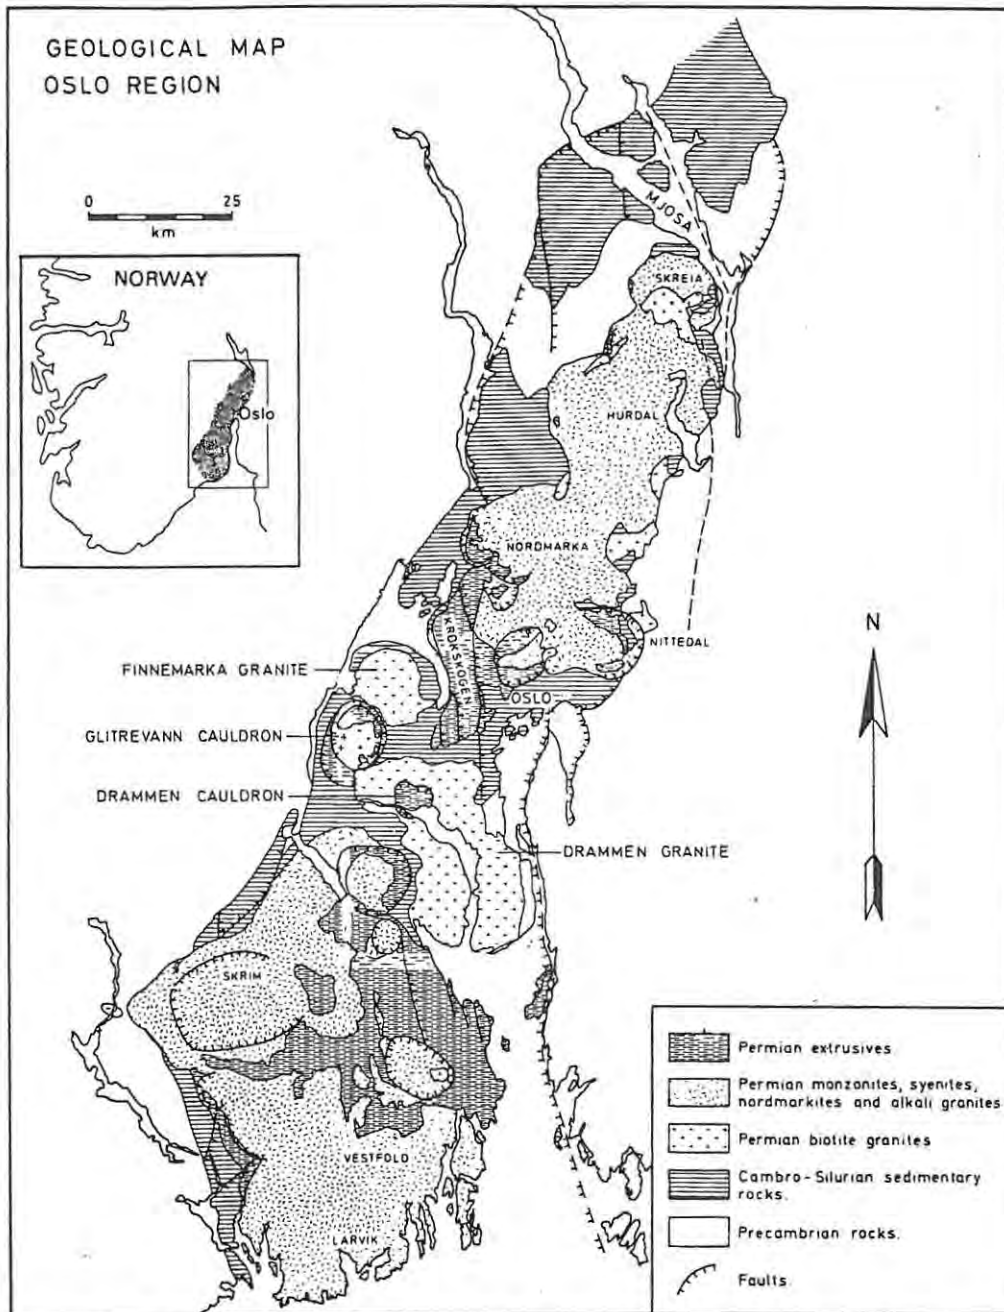 GEOLOGICAL MAP
OSLO REGION
0 25
km
NORWAY
Oslo
MJOSA
SKREIA
HURDAL
NORDMARKA
NITTEDAL
KROKSKOGEN
OSLO
FINNEMARKA GRANITE
GLITREVANN CAULDRON
DRAMMEN CAULDRON
DRAMMEN GRANITE
N
SKRIM
VESTFOLD
LARVIK
Permian extrusives
Permian monzonites, syenites,
nordmarkites and alkali granites
Permian biotite granites
Cambro-Silurian sedimentary
rocks.
Precambrian rocks.
Faults.